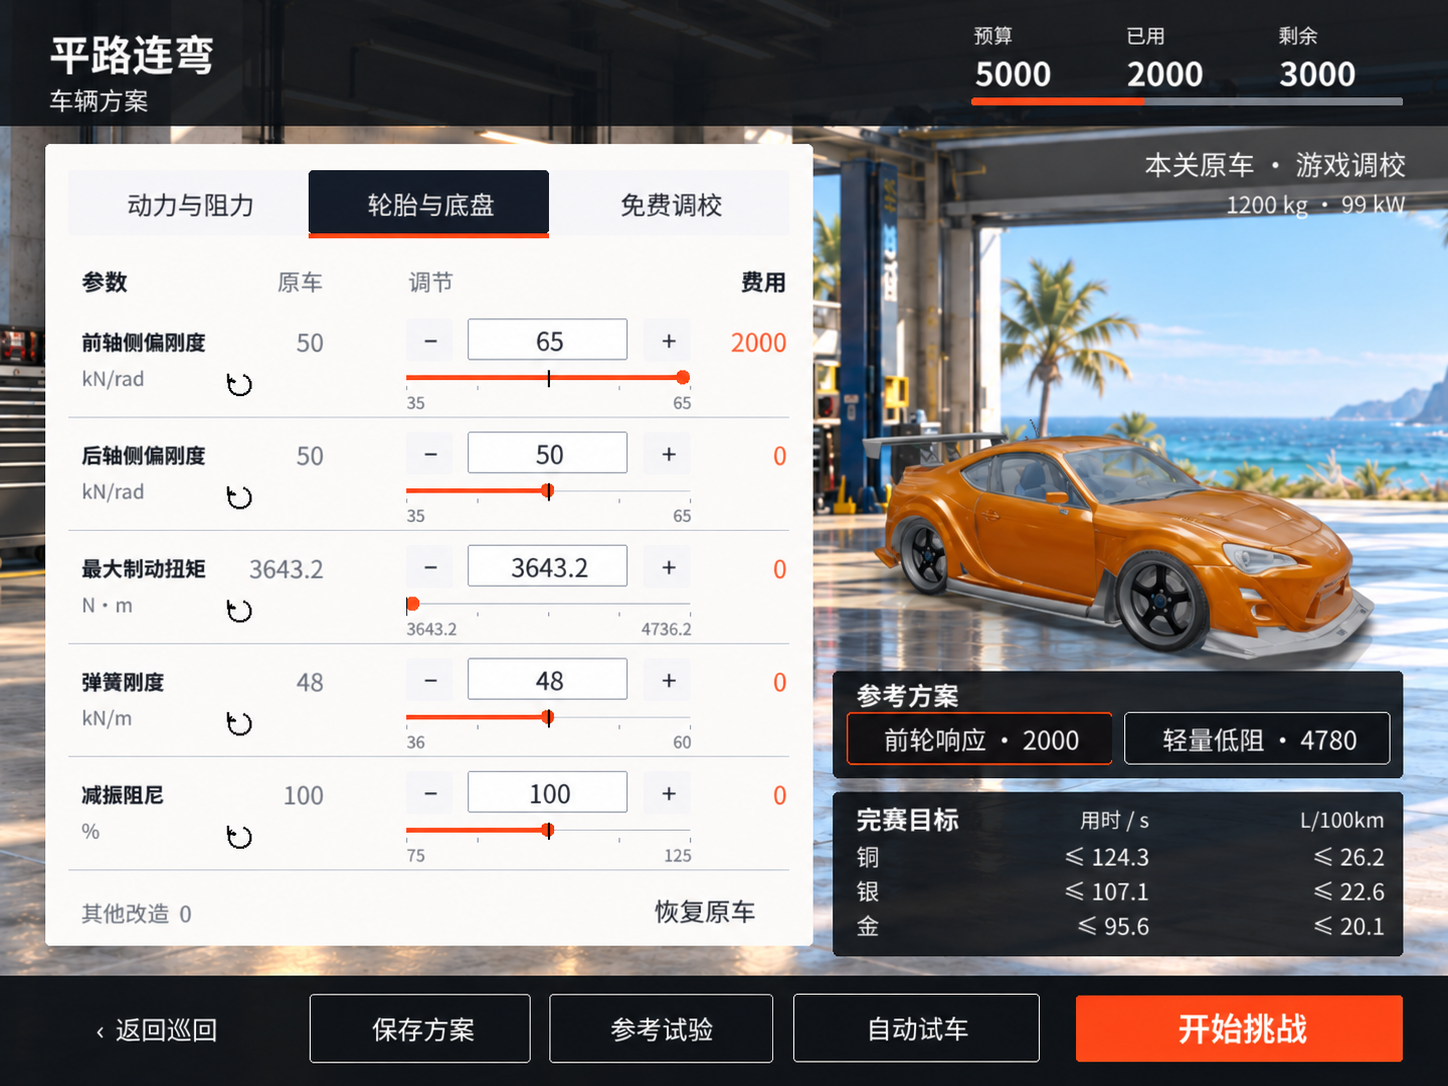 平路连弯
车辆方案
预算 已用 剩余
5000 2000 3000
本关原车 · 游戏调校
1200 kg · 99 kW
动力与阻力 轮胎与底盘 免费调校
参数 原车 调节 费用
前轴侧偏刚度 50 − 65 + 2000
kN/rad
35 65
后轴侧偏刚度 50 − 50 + 0
kN/rad
35 65
最大制动扭矩 3643.2 − 3643.2 + 0
N · m
3643.2 4736.2
弹簧刚度 48 − 48 + 0
kN/m
36 60
减振阻尼 100 − 100 + 0
%
75 125
其他改造 0 恢复原车
参考方案
前轮响应 · 2000 轻量低阻 · 4780
完赛目标 用时 / s L/100km
铜 ≤ 124.3 ≤ 26.2
银 ≤ 107.1 ≤ 22.6
金 ≤ 95.6 ≤ 20.1
‹ 返回巡回 保存方案 参考试验 自动试车 开始挑战